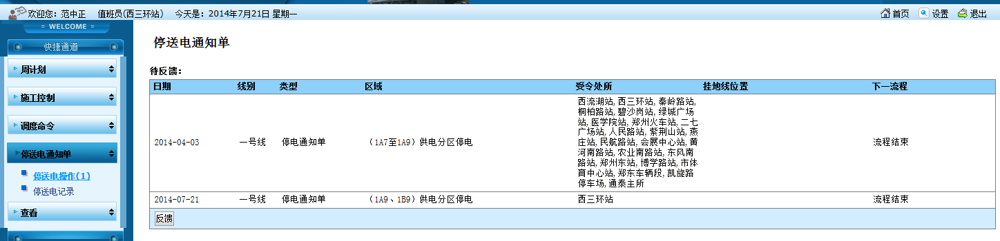 欢迎您：范中正 值班员(西三环站) 今天是：2014年7月21日 星期一 首页 设置 退出
= WELCOME =
快捷通道
周计划
施工控制
调度命令
停送电通知单
停送电操作(1)
停送电记录
查看
停送电通知单
待反馈：
日期 线别 类型 区域 受令处所 挂地线位置 下一流程
2014-04-03 一号线 停电通知单 （1A7至1A9）供电分区停电
西流湖站,西三环站,秦岭路站,
桐柏路站,碧沙岗站,绿城广场
站,医学院站,郑州火车站,二七
广场站,人民路站,紫荆山站,燕
庄站,民航路站,会展中心站,黄
河南路站,农业南路站,东风南
路站,郑州东站,博学路站,市体
育中心站,郑东车辆段,凯旋路
停车场,通泰主所
流程结束
2014-07-21 一号线 停电通知单 （1A9、1B9）供电分区停电 西三环站 流程结束
反馈